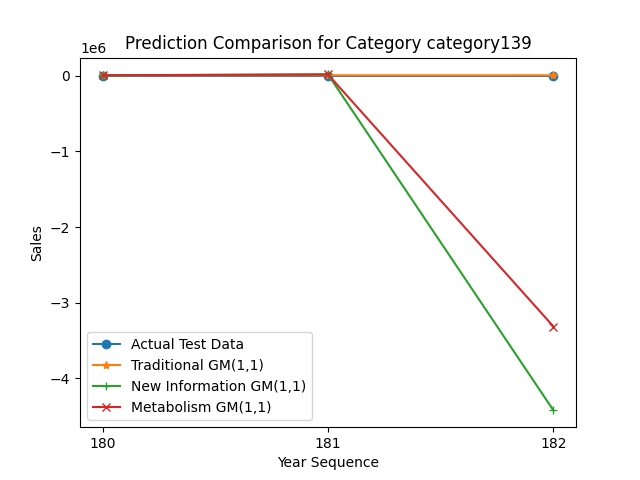 Prediction Comparison for Category category139
1e6
0
−1
−2
−3
−4
Sales
Actual Test Data
Traditional GM(1,1)
New Information GM(1,1)
Metabolism GM(1,1)
180 181 182
Year Sequence